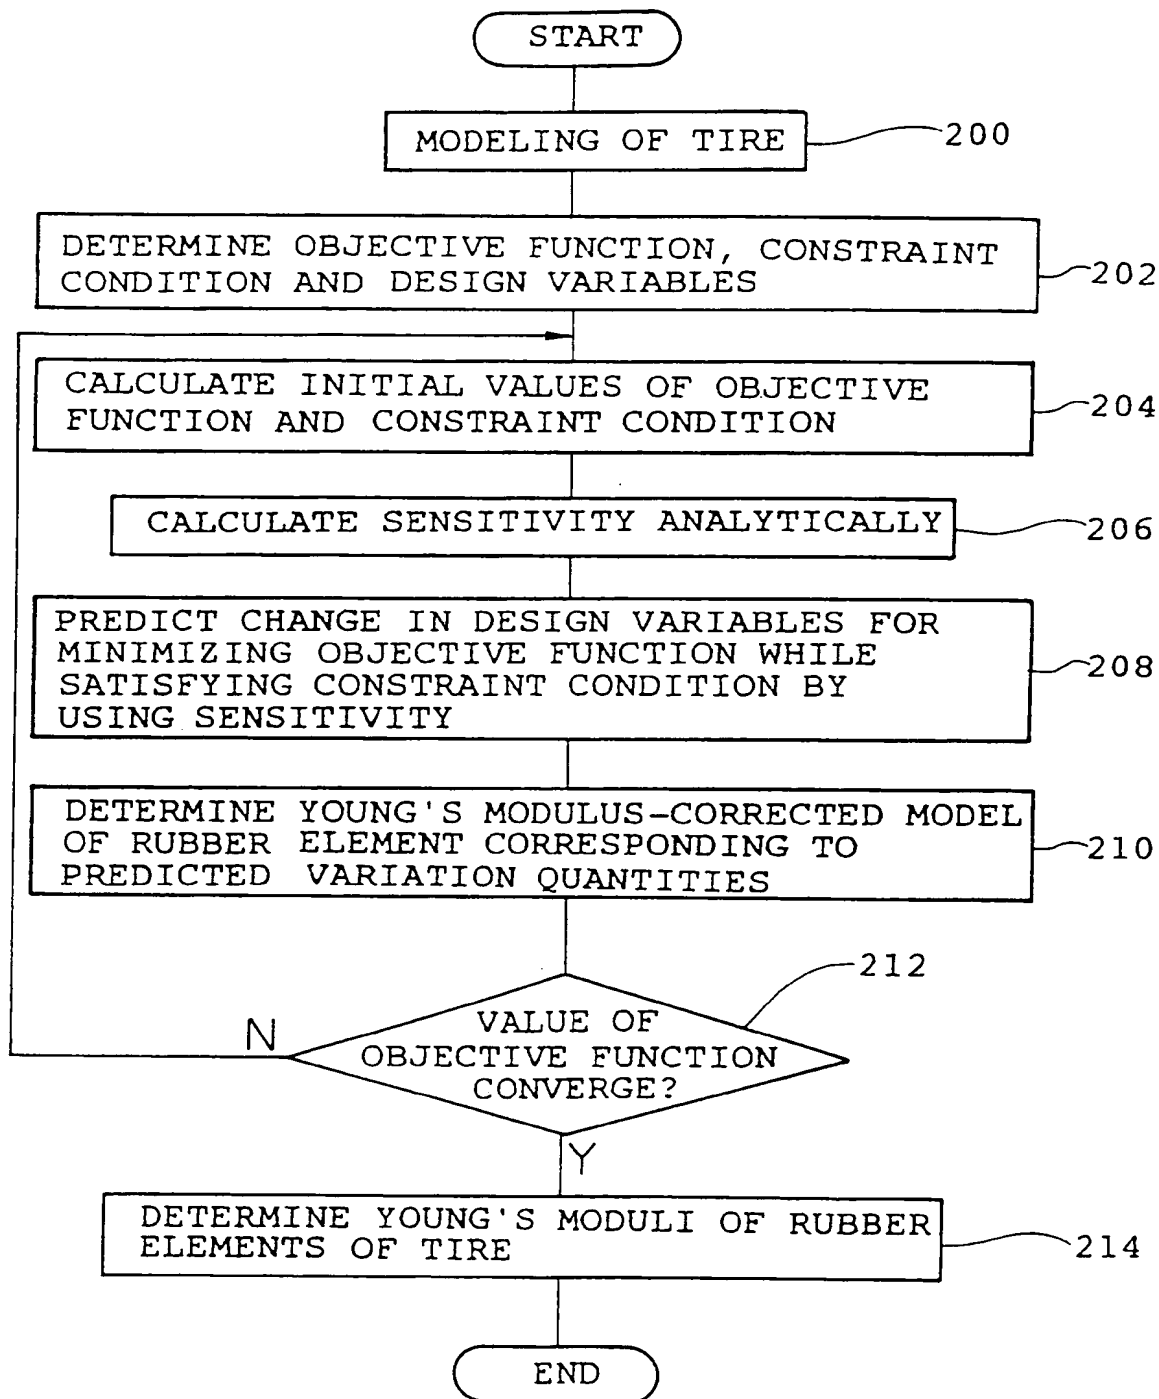 START
MODELING OF TIRE
200
DETERMINE OBJECTIVE FUNCTION, CONSTRAINT
CONDITION AND DESIGN VARIABLES
202
CALCULATE INITIAL VALUES OF OBJECTIVE
FUNCTION AND CONSTRAINT CONDITION
204
CALCULATE SENSITIVITY ANALYTICALLY
206
PREDICT CHANGE IN DESIGN VARIABLES FOR
MINIMIZING OBJECTIVE FUNCTION WHILE
SATISFYING CONSTRAINT CONDITION BY
USING SENSITIVITY
208
DETERMINE YOUNG'S MODULUS-CORRECTED MODEL
OF RUBBER ELEMENT CORRESPONDING TO
PREDICTED VARIATION QUANTITIES
210
212
N
VALUE OF
OBJECTIVE FUNCTION
CONVERGE?
Y
DETERMINE YOUNG'S MODULI OF RUBBER
ELEMENTS OF TIRE
214
END